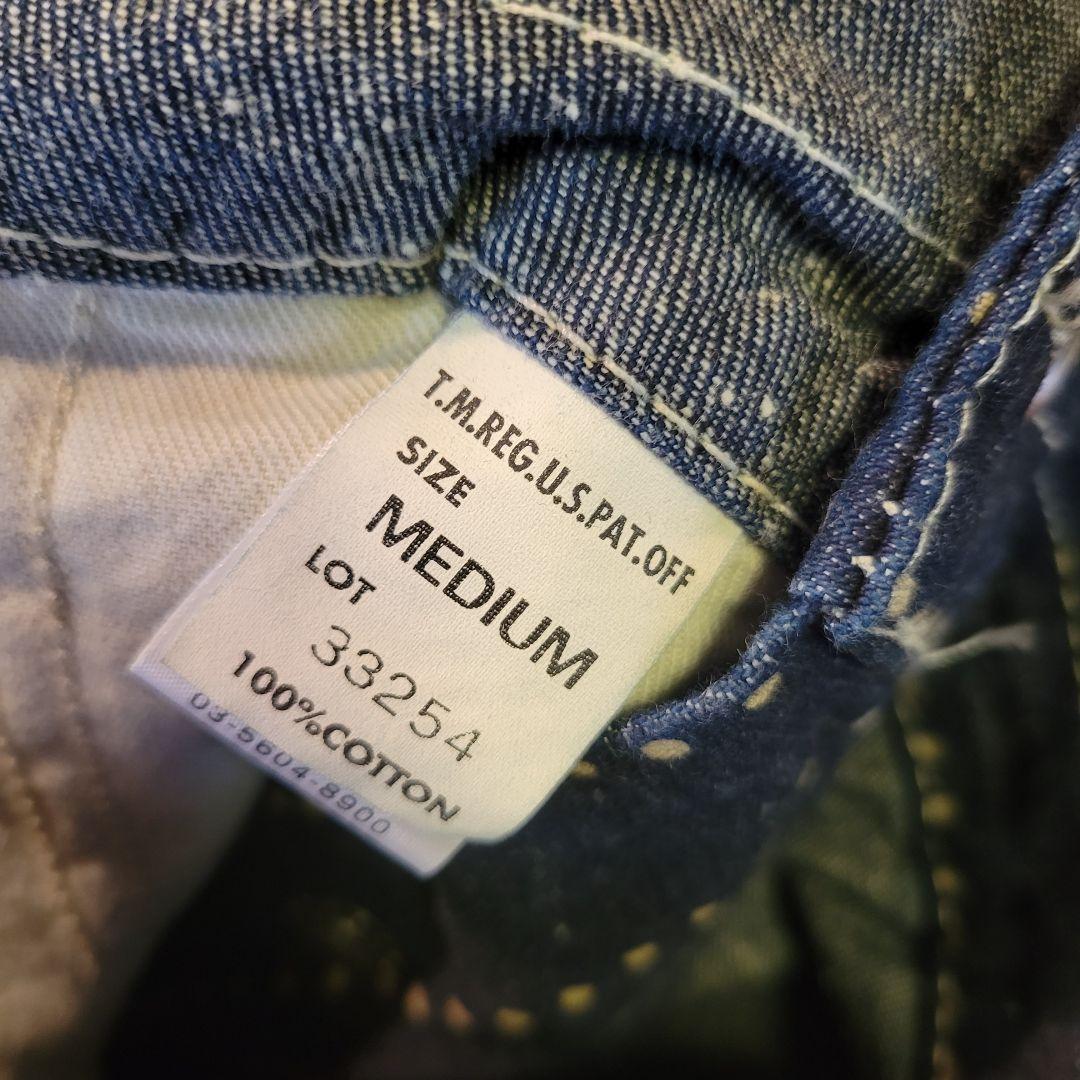 T.M.REG.U.S.PAT.OFF
SIZE
MEDIUM
LOT
33254
100%COTTON
03-5604-8900